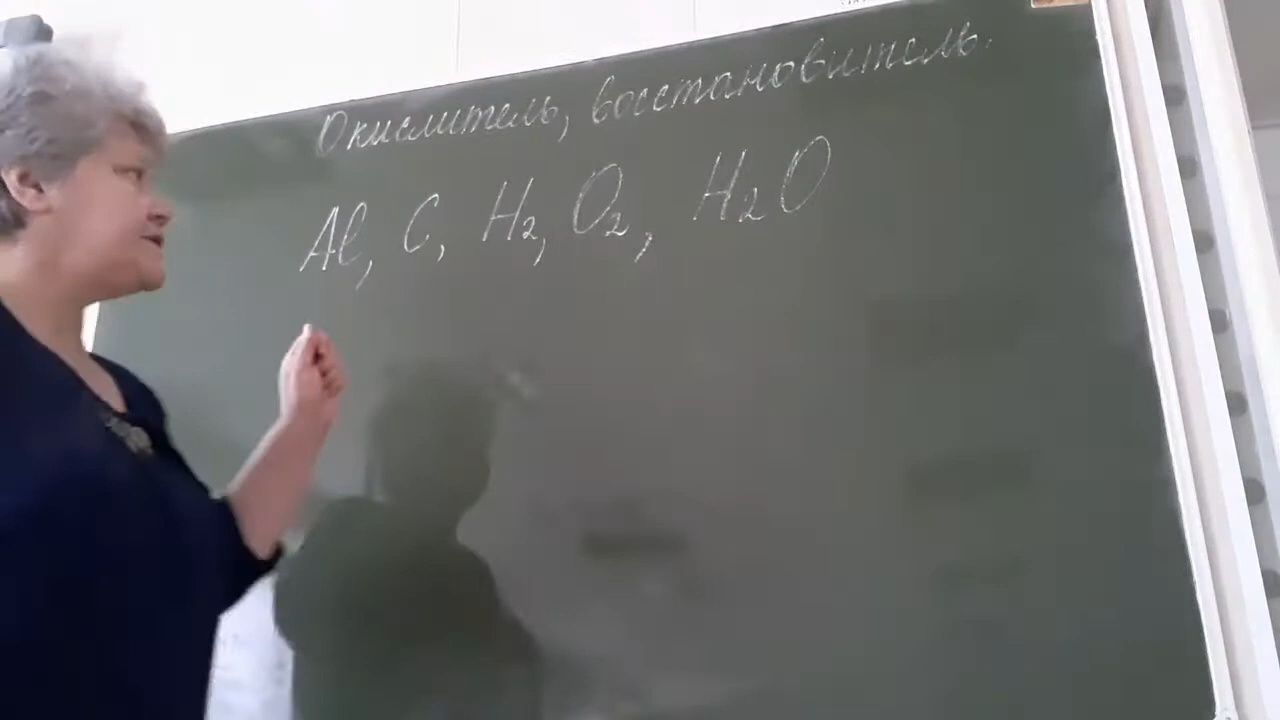 Окислитель, восстановитель.
Al, C, H₂, O₂, H₂O